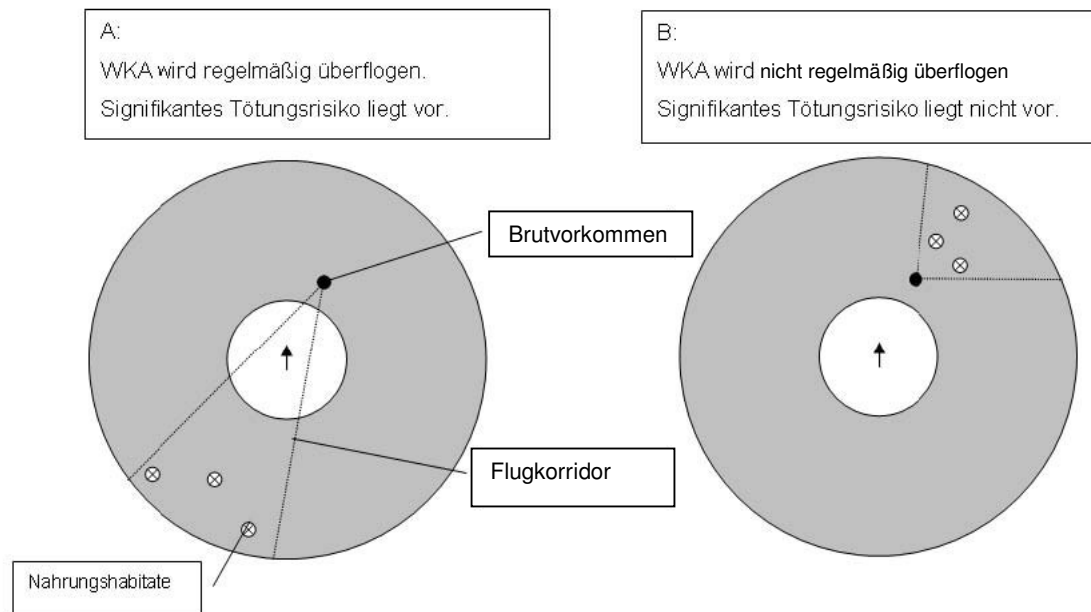 A:
WKA wird regelmäßig überflogen.
Signifikantes Tötungsrisiko liegt vor.
B:
WKA wird nicht regelmäßig überflogen
Signifikantes Tötungsrisiko liegt nicht vor.
Brutvorkommen
Flugkorridor
Nahrungshabitate